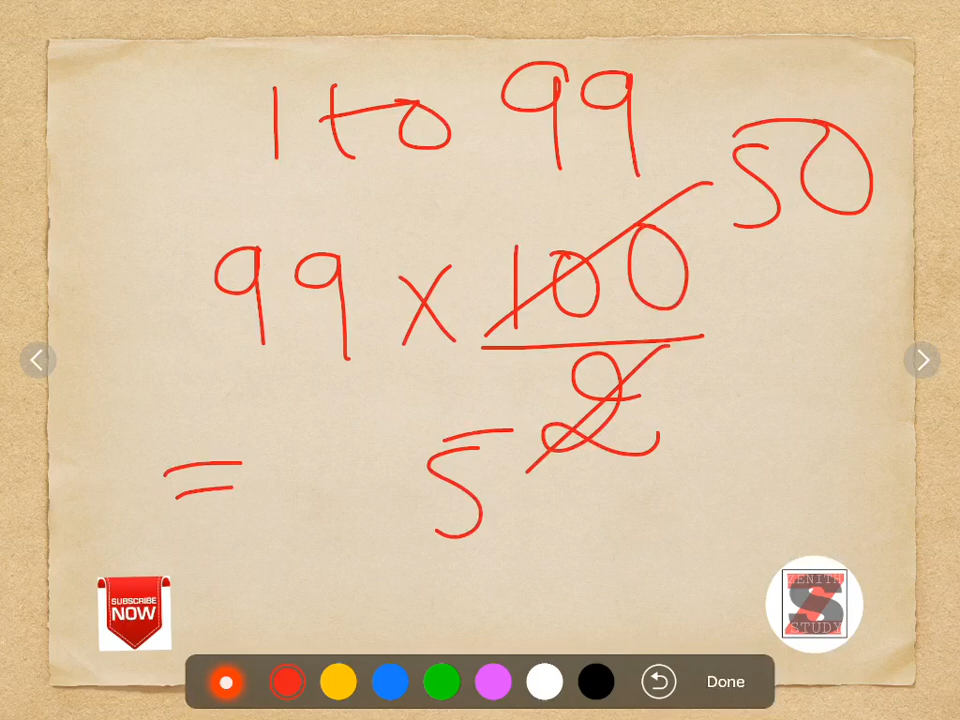 1 to 99
50
99 × 100
2
= 5
SUBSCRIBE
NOW
ZENITH
STUDY
Done